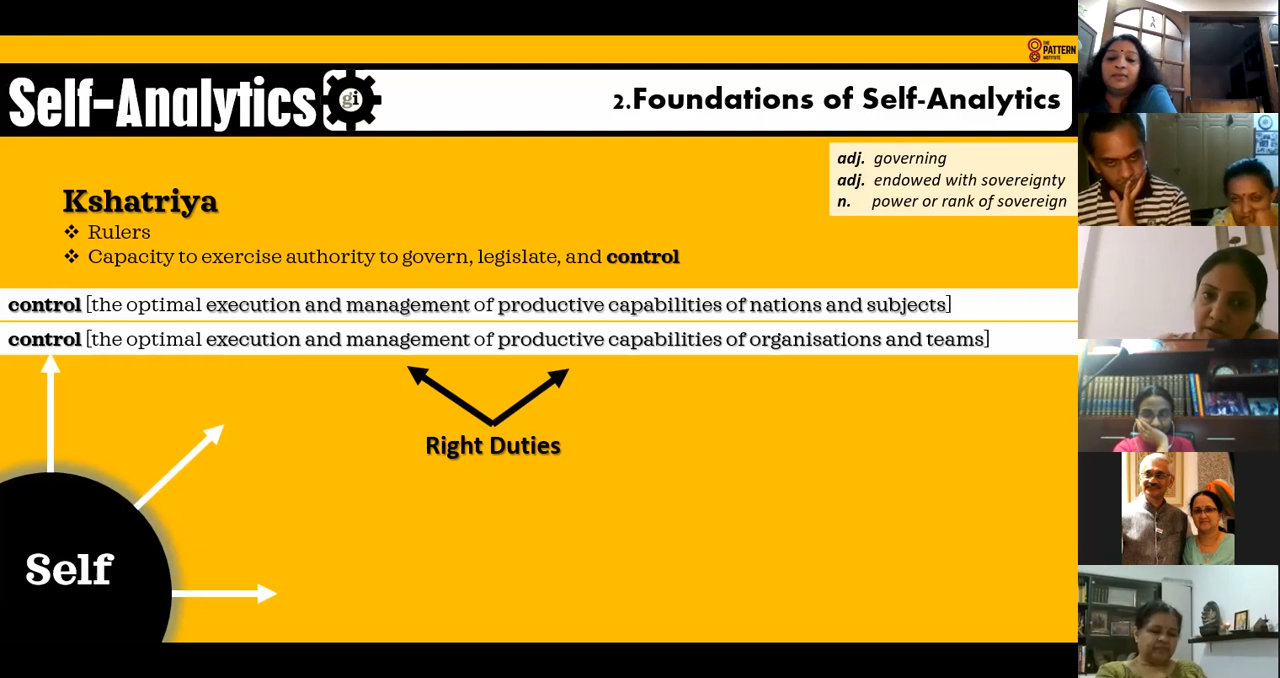 THE
PATTERN
INSTITUTE
Self-Analytics
gi
2.Foundations of Self-Analytics
adj. governing
adj. endowed with sovereignty
n. power or rank of sovereign
Kshatriya
❖ Rulers
❖ Capacity to exercise authority to govern, legislate, and control
control [the optimal execution and management of productive capabilities of nations and subjects]
control [the optimal execution and management of productive capabilities of organisations and teams]
Right Duties
Self